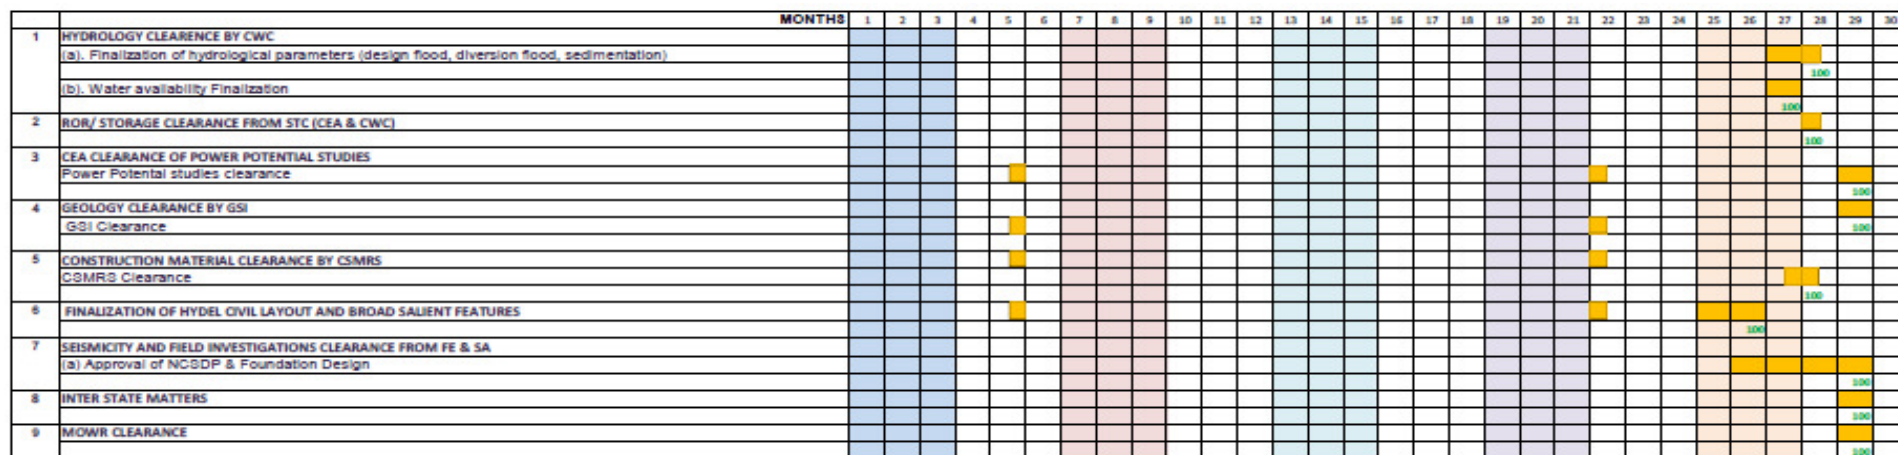 MONTHS 1 2 3 4 5 6 7 8 9 10 11 12 13 14 15 16 17 18 19 20 21 22 23 24 25 26 27 28 29 30
1 HYDROLOGY CLEARENCE BY CWC
(a). Finalization of hydrological parameters (design flood, diversion flood, sedimentation)
100
(b). Water availability Finalization
100
2 ROR/ STORAGE CLEARANCE FROM STC (CEA & CWC)
100
3 CEA CLEARANCE OF POWER POTENTIAL STUDIES
Power Potental studies clearance
100
4 GEOLOGY CLEARANCE BY GSI
GSI Clearance 100
5 CONSTRUCTION MATERIAL CLEARANCE BY CSMRS
CSMRS Clearance
100
6 FINALIZATION OF HYDEL CIVIL LAYOUT AND BROAD SALIENT FEATURES
100
7 SEISMICITY AND FIELD INVESTIGATIONS CLEARANCE FROM FE & SA
(a) Approval of NCSDP & Foundation Design
100
8 INTER STATE MATTERS
100
9 MOWR CLEARANCE
100